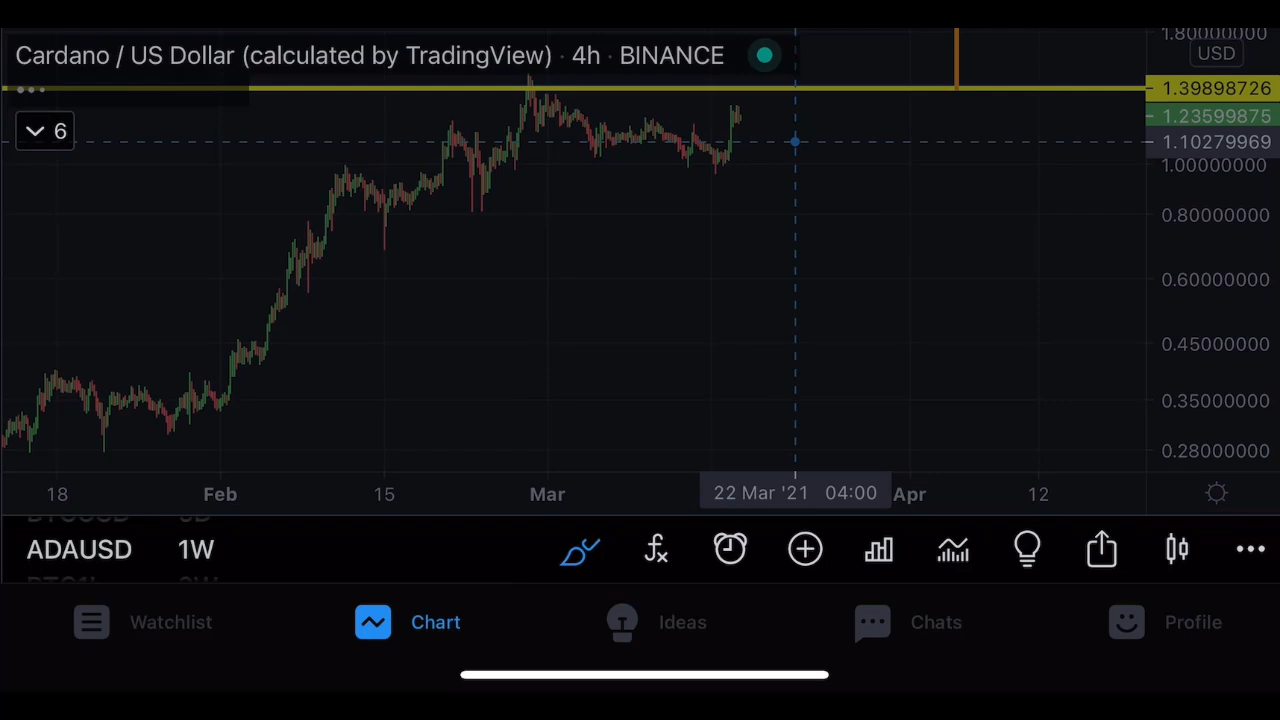 1.80000000
Cardano / US Dollar (calculated by TradingView) · 4h · BINANCE
USD
1.39898726
1.23599875
6
1.10279969
1.00000000
0.80000000
0.60000000
0.45000000
0.35000000
0.28000000
18 Feb 15 Mar 22 Mar '21 04:00 Apr 12
ADAUSD 1W
Watchlist Chart Ideas Chats Profile